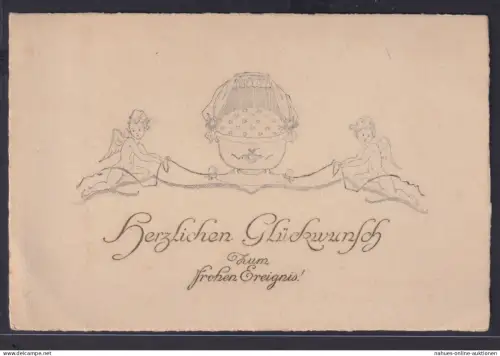 Herzlichen Glückwunsch
Zum
frohen Ereignis!